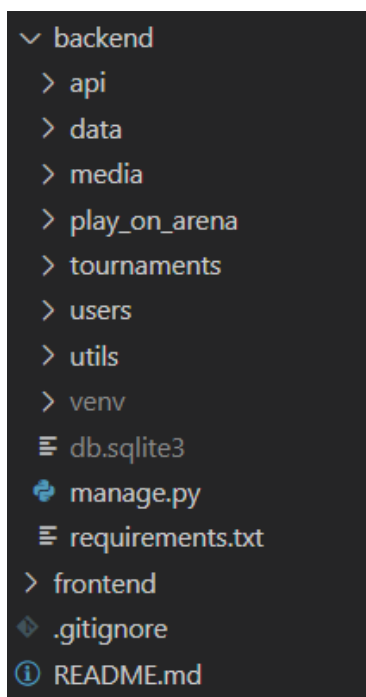 backend
api
data
media
play_on_arena
tournaments
users
utils
venv
db.sqlite3
manage.py
requirements.txt
frontend
.gitignore
README.md